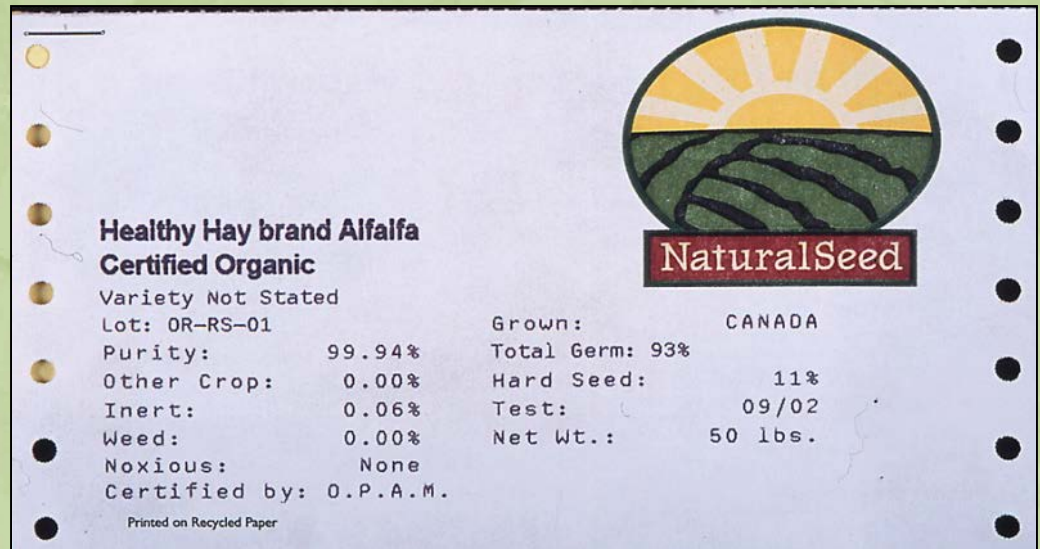 NaturalSeed
Healthy Hay brand Alfalfa
Certified Organic
Variety Not Stated
Lot: OR-RS-01
Purity: 99.94%
Other Crop: 0.00%
Inert: 0.06%
Weed: 0.00%
Noxious: None
Certified by: O.P.A.M.
Grown: CANADA
Total Germ: 93%
Hard Seed: 11%
Test: 09/02
Net Wt.: 50 lbs.
Printed on Recycled Paper